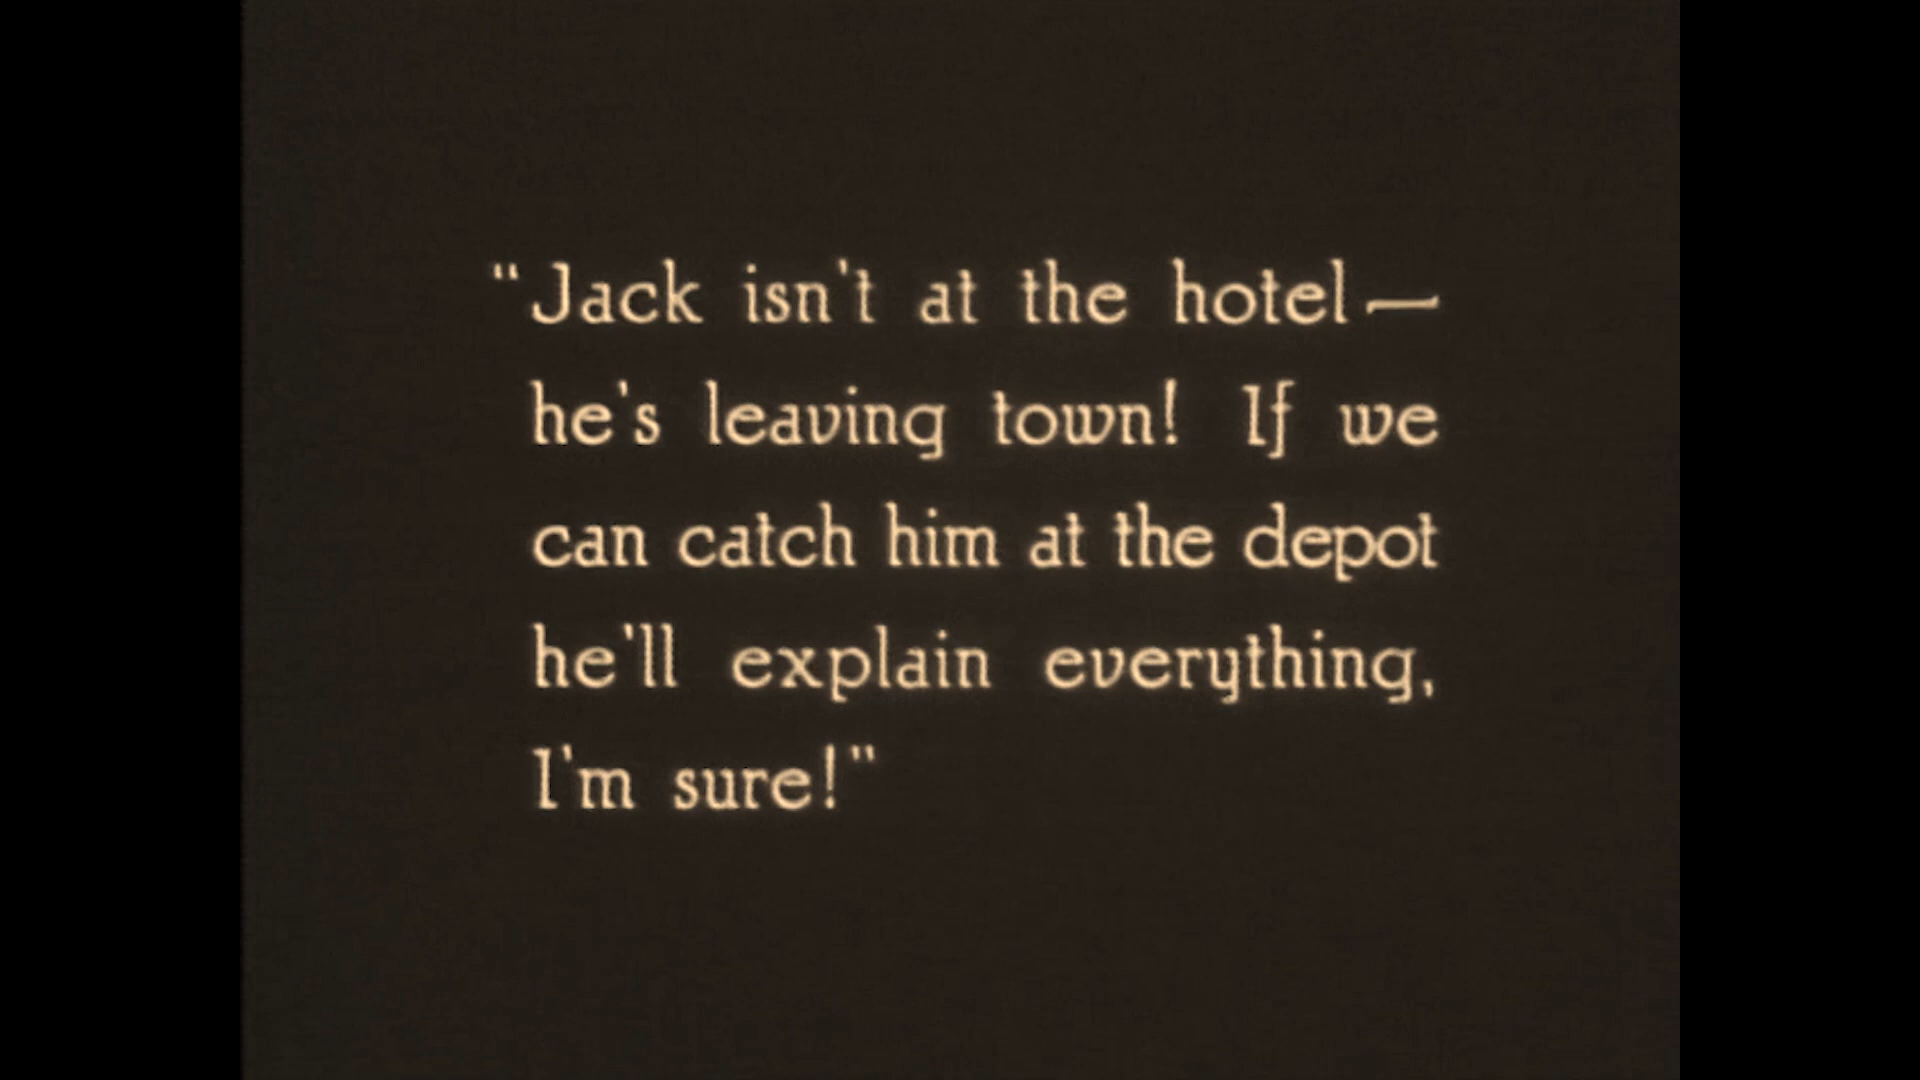 "Jack isn't at the hotel—
he's leaving town! If we
can catch him at the depot
he'll explain everything,
I'm sure!"